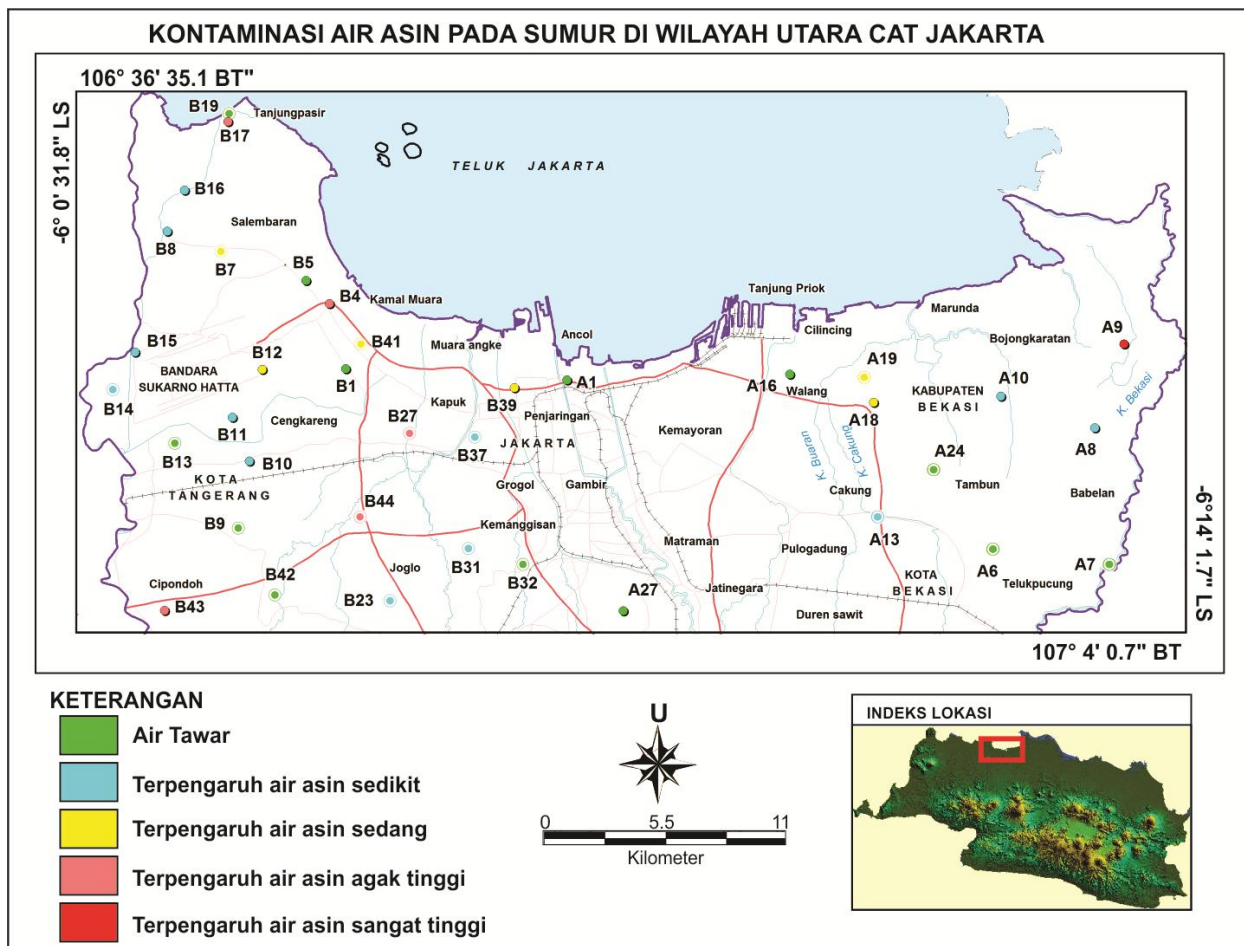 KONTAMINASI AIR ASIN PADA SUMUR DI WILAYAH UTARA CAT JAKARTA
106° 36' 35.1 BT"
-6° 0' 31.8" LS
B19
Tanjungpasir
B17
TELUK JAKARTA
B16
Salembaran
B8
B7
B5
B4
Kamal Muara
Tanjung Priok
Marunda
Ancol
Cilincing
B15
B12
B41
Muara angke
Bojongkaratan
A9
BANDARA
SUKARNO HATTA
B1
A19
A10
B14
Kapuk
B39
A1
A16
Walang
KABUPATEN
BEKASI
K. Bekasi
B11
Cengkareng
B27
Penjaringan
Kemayoran
A18
B13
B10
B37
JAKARTA
K. Buaran
K. Cakung
A24
A8
KOTA
TANGERANG
Grogol
Gambir
Cakung
Tambun
Babelan
B44
Kemanggisan
B9
Matraman
A13
-6°14' 1.7" LS
Pulogadung
B31
B32
A6
Telukpucung
A7
Cipondoh
B42
Joglo
Jatinegara
KOTA
BEKASI
B43
B23
A27
Duren sawit
107° 4' 0.7" BT
KETERANGAN
Air Tawar
Terpengaruh air asin sedikit
Terpengaruh air asin sedang
Terpengaruh air asin agak tinggi
Terpengaruh air asin sangat tinggi
U
0 5.5 11
Kilometer
INDEKS LOKASI